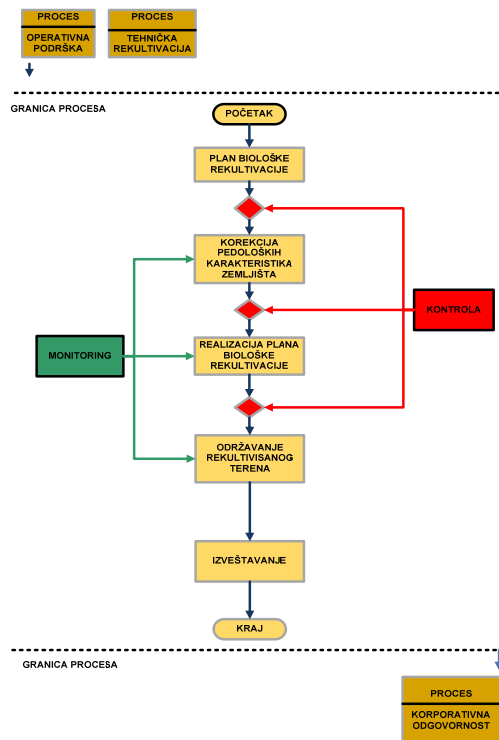 PROCES
OPERATIVNA
PODRŠKA
PROCES
TEHNIČKA
REKULTIVACIJA
GRANICA PROCESA
POČETAK
PLAN BIOLOŠKE
REKULTIVACIJE
KOREKCIJA
PEDOLOŠKIH
KARAKTERISTIKA
ZEMLJIŠTA
KONTROLA
MONITORING
REALIZACIJA PLANA
BIOLOŠKE
REKULTIVACIJE
ODRŽAVANJE
REKULTIVISANOG
TERENA
IZVEŠTAVANJE
KRAJ
GRANICA PROCESA
PROCES
KORPORATIVNA
ODGOVORNOST